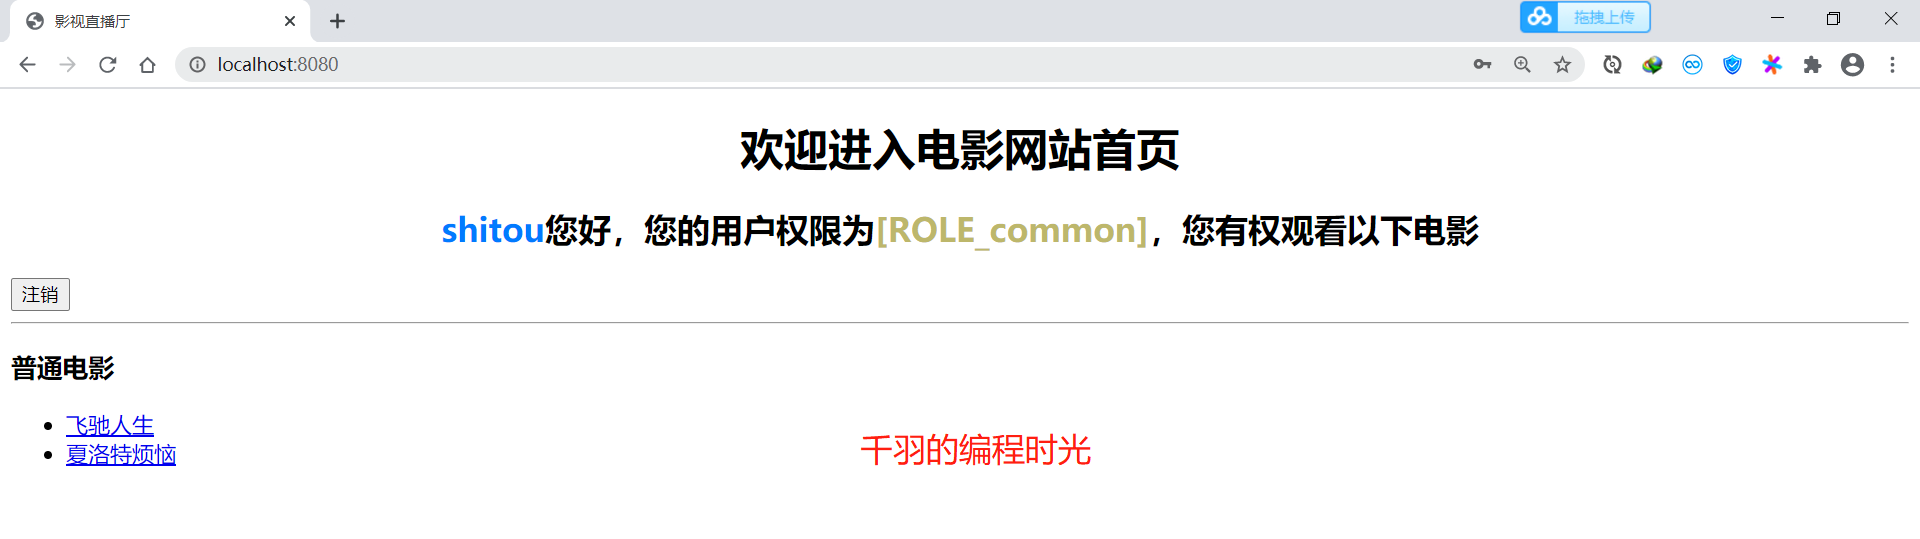 影视直播厅
拖拽上传
localhost:8080
欢迎进入电影网站首页
shitou您好，您的用户权限为[ROLE_common]，您有权观看以下电影
注销
普通电影
飞驰人生
夏洛特烦恼
千羽的编程时光